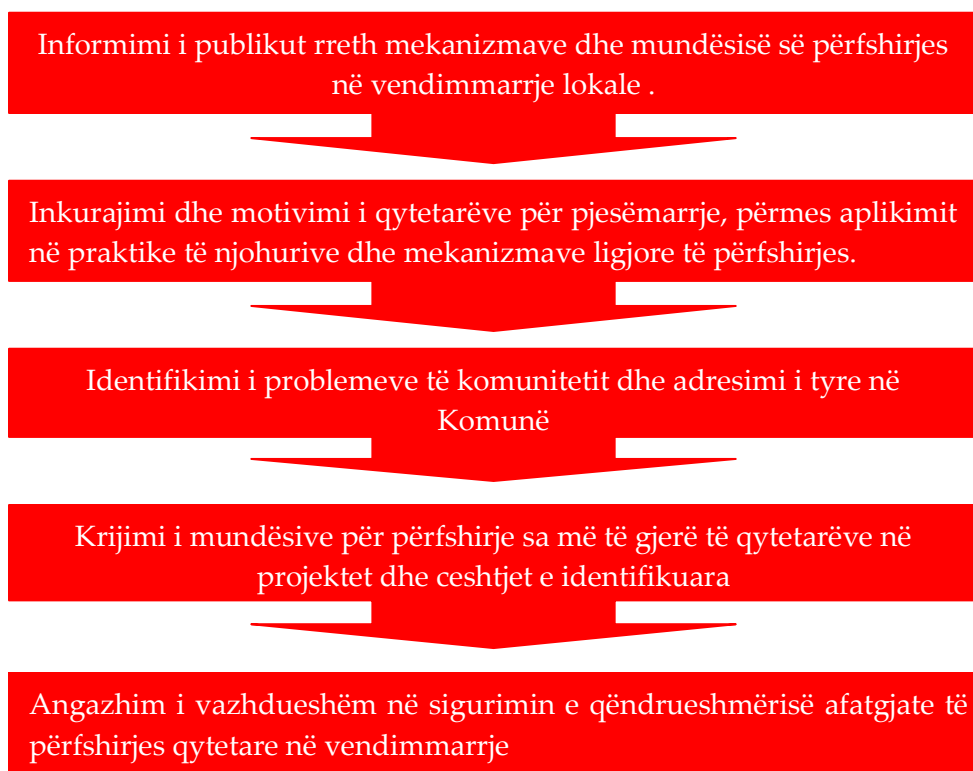 Informimi i publikut rreth mekanizmave dhe mundësisë së përfshirjes
në vendimmarrje lokale .
Inkurajimi dhe motivimi i qytetarëve për pjesëmarrje, përmes aplikimit
në praktike të njohurive dhe mekanizmave ligjore të përfshirjes.
Identifikimi i problemeve të komunitetit dhe adresimi i tyre në
Komunë
Krijimi i mundësive për përfshirje sa më të gjerë të qytetarëve në
projektet dhe ceshtjet e identifikuara
Angazhim i vazhdueshëm në sigurimin e qëndrueshmërisë afatgjate të
përfshirjes qytetare në vendimmarrje